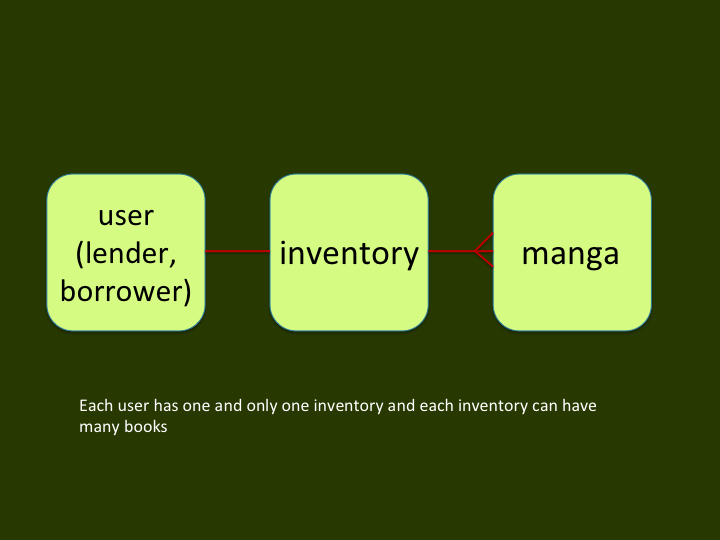 user
(lender,
borrower)
inventory
manga
Each user has one and only one inventory and each inventory can have
many books